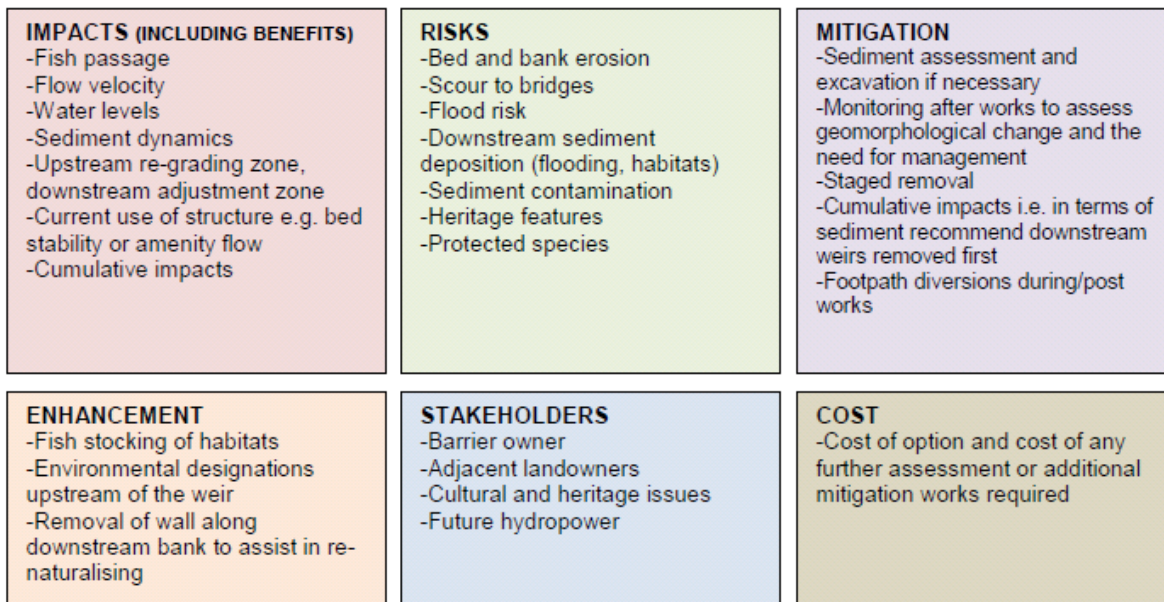 IMPACTS (INCLUDING BENEFITS)
-Fish passage
-Flow velocity
-Water levels
-Sediment dynamics
-Upstream re-grading zone,
downstream adjustment zone
-Current use of structure e.g. bed
stability or amenity flow
-Cumulative impacts
RISKS
-Bed and bank erosion
-Scour to bridges
-Flood risk
-Downstream sediment
deposition (flooding, habitats)
-Sediment contamination
-Heritage features
-Protected species
MITIGATION
-Sediment assessment and
excavation if necessary
-Monitoring after works to assess
geomorphological change and the
need for management
-Staged removal
-Cumulative impacts i.e. in terms of
sediment recommend downstream
weirs removed first
-Footpath diversions during/post
works
ENHANCEMENT
-Fish stocking of habitats
-Environmental designations
upstream of the weir
-Removal of wall along
downstream bank to assist in re-
naturalising
STAKEHOLDERS
-Barrier owner
-Adjacent landowners
-Cultural and heritage issues
-Future hydropower
COST
-Cost of option and cost of any
further assessment or additional
mitigation works required